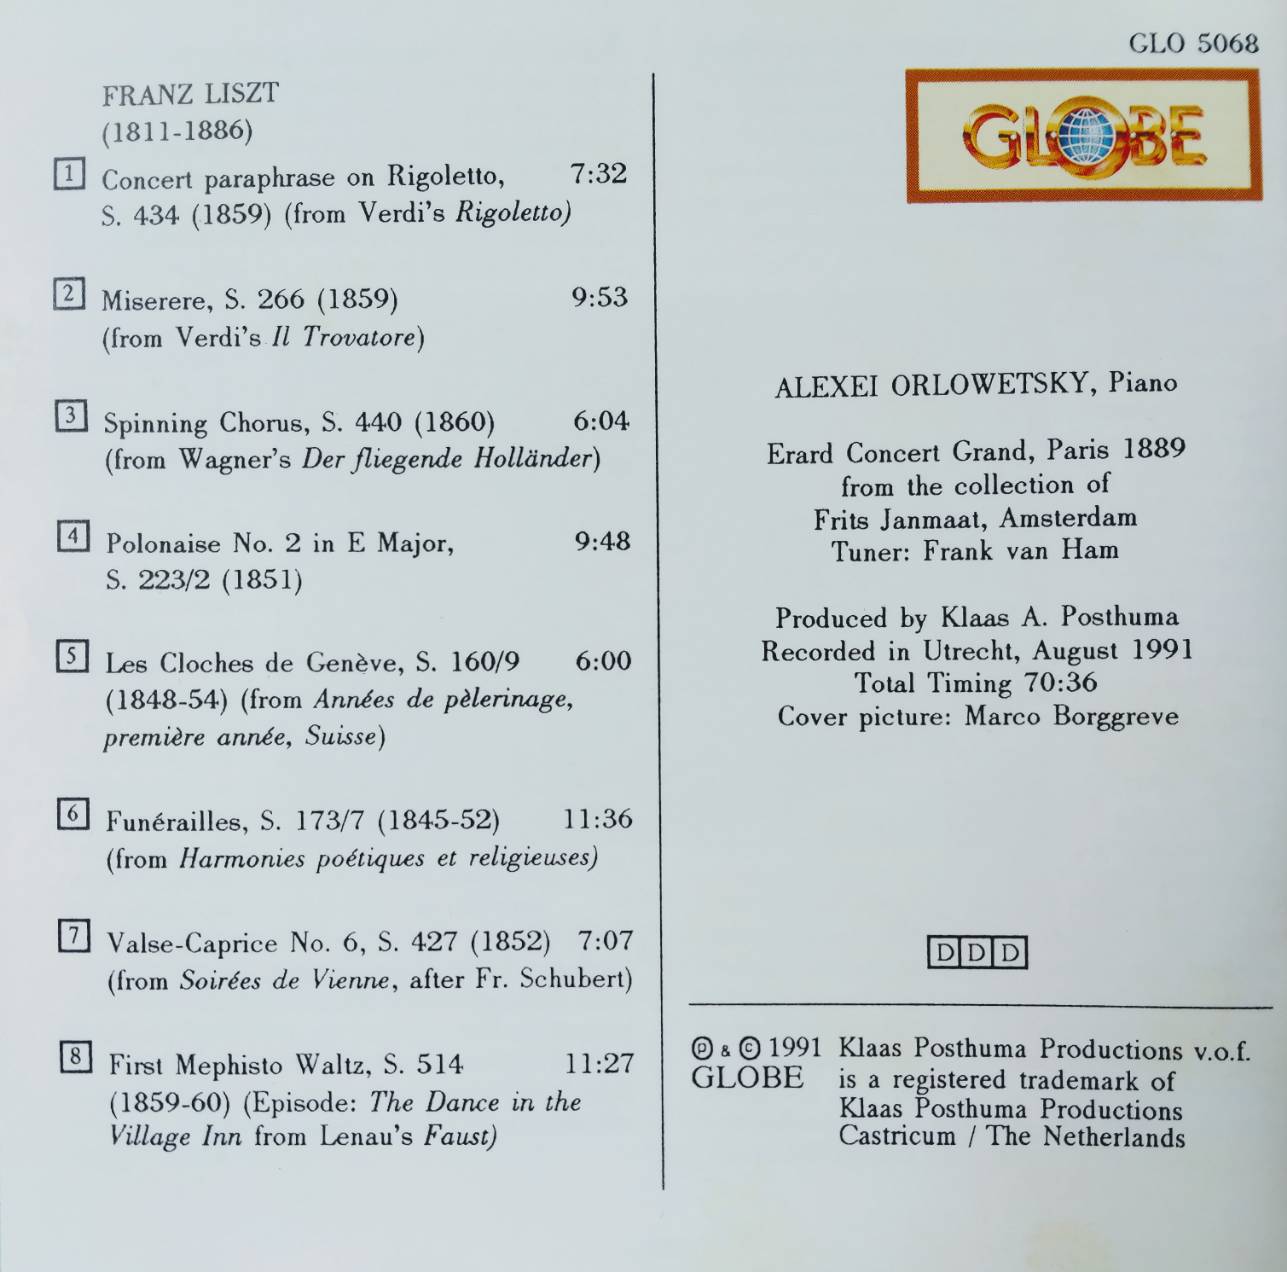 FRANZ LISZT
(1811-1886)
1 Concert paraphrase on Rigoletto, 7:32
S. 434 (1859) (from Verdi's Rigoletto)
2 Miserere, S. 266 (1859) 9:53
(from Verdi's Il Trovatore)
3 Spinning Chorus, S. 440 (1860) 6:04
(from Wagner's Der fliegende Holländer)
4 Polonaise No. 2 in E Major, 9:48
S. 223/2 (1851)
5 Les Cloches de Genève, S. 160/9 6:00
(1848-54) (from Années de pèlerinage,
première année, Suisse)
6 Funérailles, S. 173/7 (1845-52) 11:36
(from Harmonies poétiques et religieuses)
7 Valse-Caprice No. 6, S. 427 (1852) 7:07
(from Soirées de Vienne, after Fr. Schubert)
8 First Mephisto Waltz, S. 514 11:27
(1859-60) (Episode: The Dance in the
Village Inn from Lenau's Faust)
GLO 5068
GLOBE
ALEXEI ORLOWETSKY, Piano
Erard Concert Grand, Paris 1889
from the collection of
Frits Janmaat, Amsterdam
Tuner: Frank van Ham
Produced by Klaas A. Posthuma
Recorded in Utrecht, August 1991
Total Timing 70:36
Cover picture: Marco Borggreve
DDD
℗ & © 1991 Klaas Posthuma Productions v.o.f.
GLOBE is a registered trademark of
Klaas Posthuma Productions
Castricum / The Netherlands